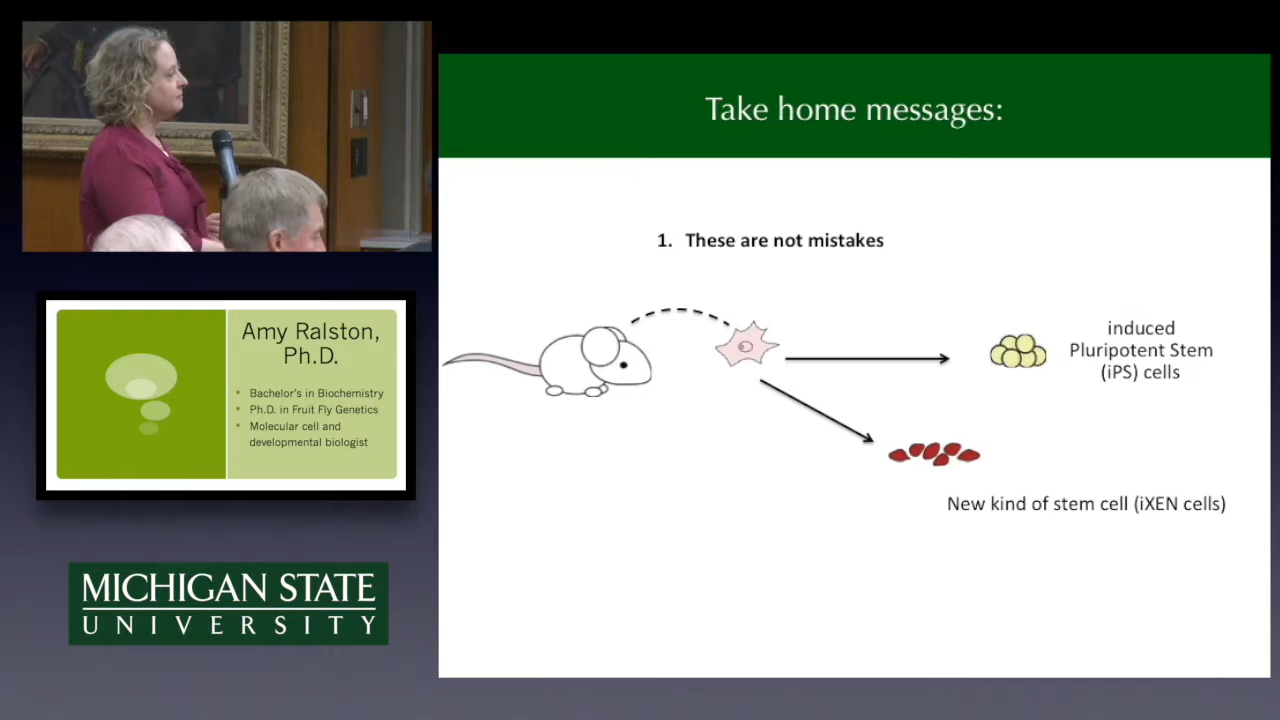 Take home messages:
1. These are not mistakes
induced
Pluripotent Stem
(iPS) cells
New kind of stem cell (iXEN cells)
Amy Ralston,
Ph.D.
• Bachelor's in Biochemistry
• Ph.D. in Fruit Fly Genetics
• Molecular cell and
developmental biologist
MICHIGAN STATE
UNIVERSITY